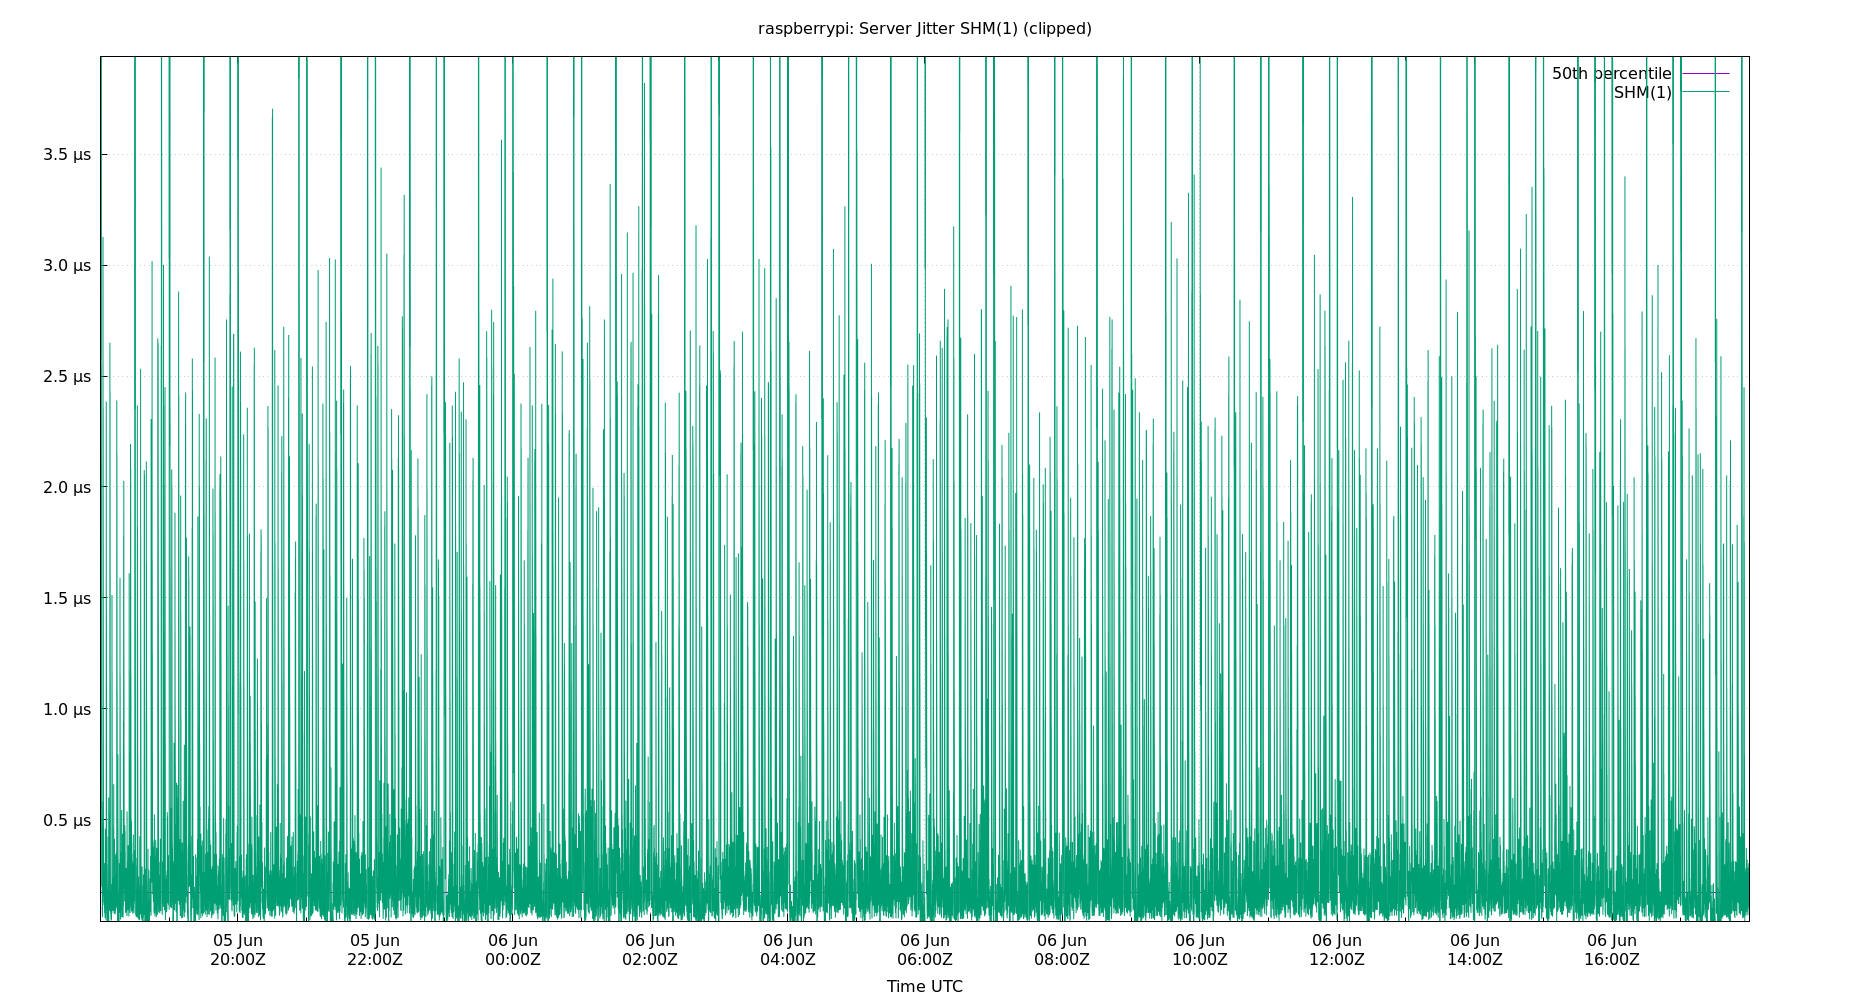 raspberrypi: Server Jitter SHM(1) (clipped)
50th percentile
SHM(1)
3.5 µs
3.0 µs
2.5 µs
2.0 µs
1.5 µs
1.0 µs
0.5 µs
05 Jun 05 Jun 06 Jun 06 Jun 06 Jun 06 Jun 06 Jun 06 Jun 06 Jun 06 Jun 06 Jun
20:00Z 22:00Z 00:00Z 02:00Z 04:00Z 06:00Z 08:00Z 10:00Z 12:00Z 14:00Z 16:00Z
Time UTC